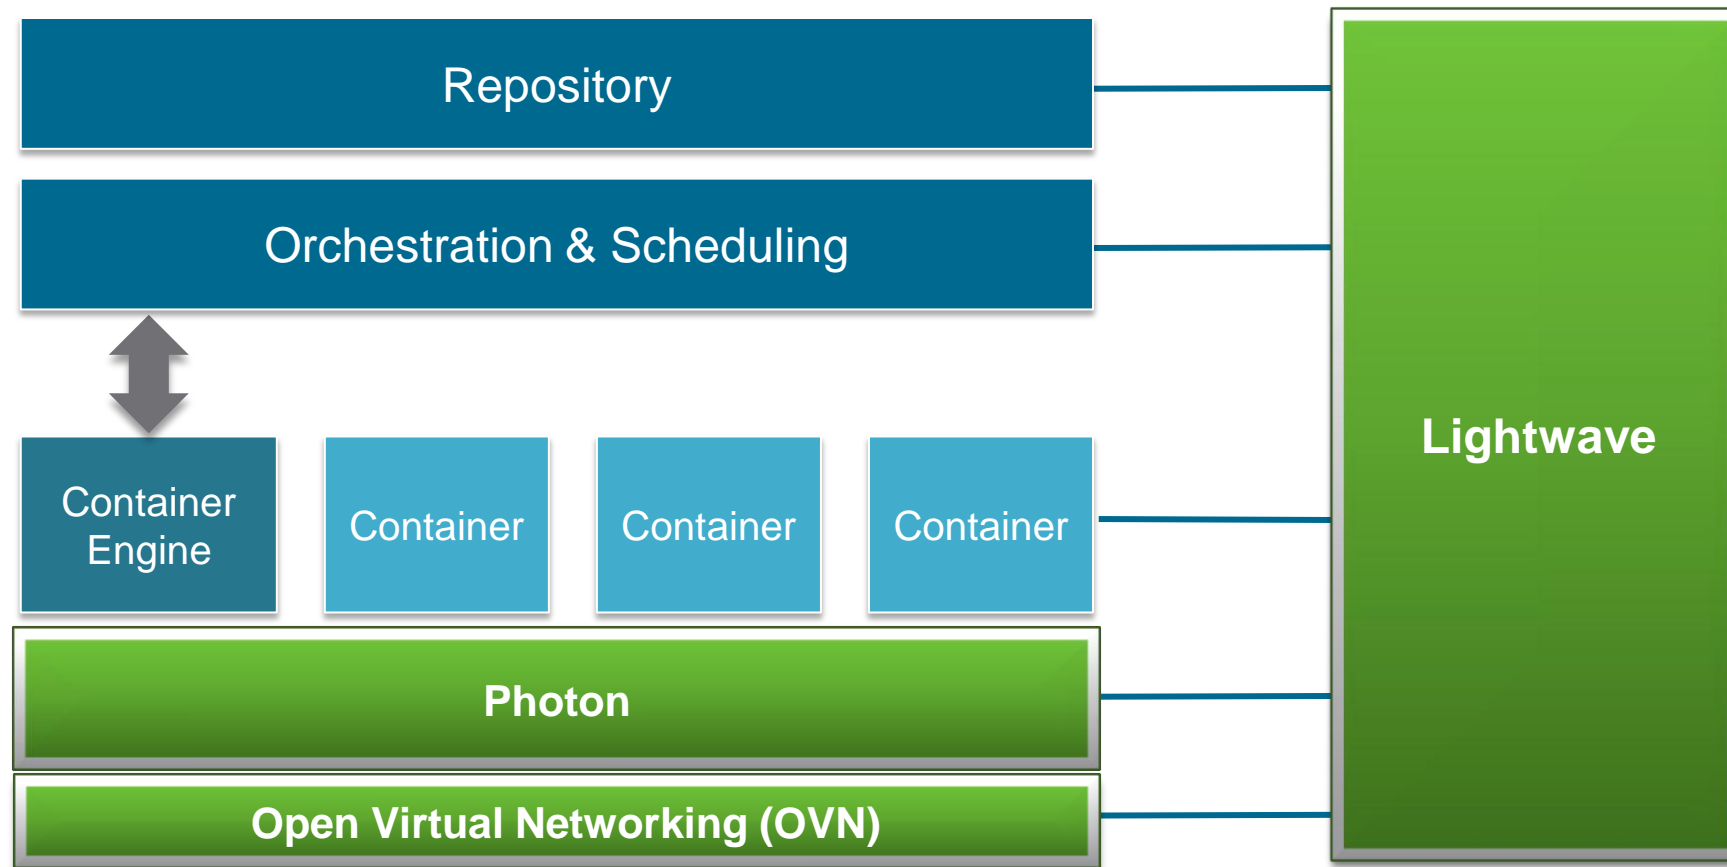 Repository
Orchestration & Scheduling
Lightwave
Container
Engine
Container
Container
Container
Photon
Open Virtual Networking (OVN)